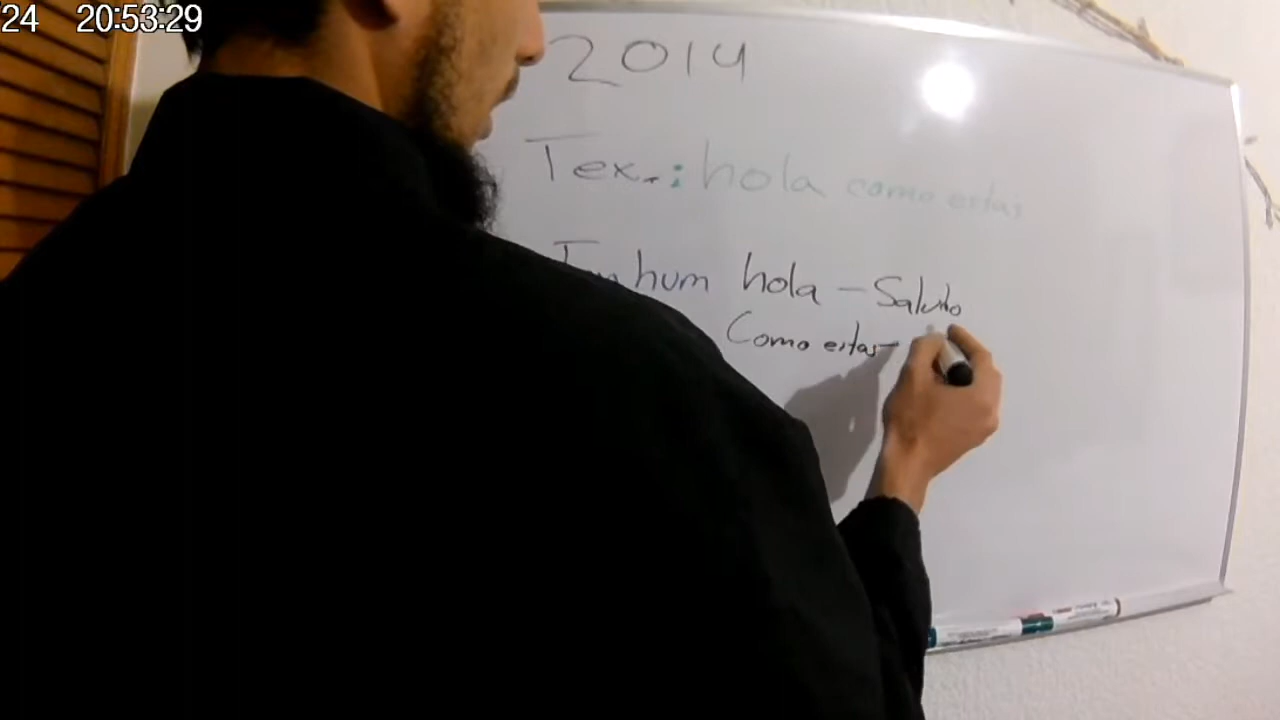 24 20:53:29
2014
Tex.: hola como estas
hum hola - Saludo
Como estas -